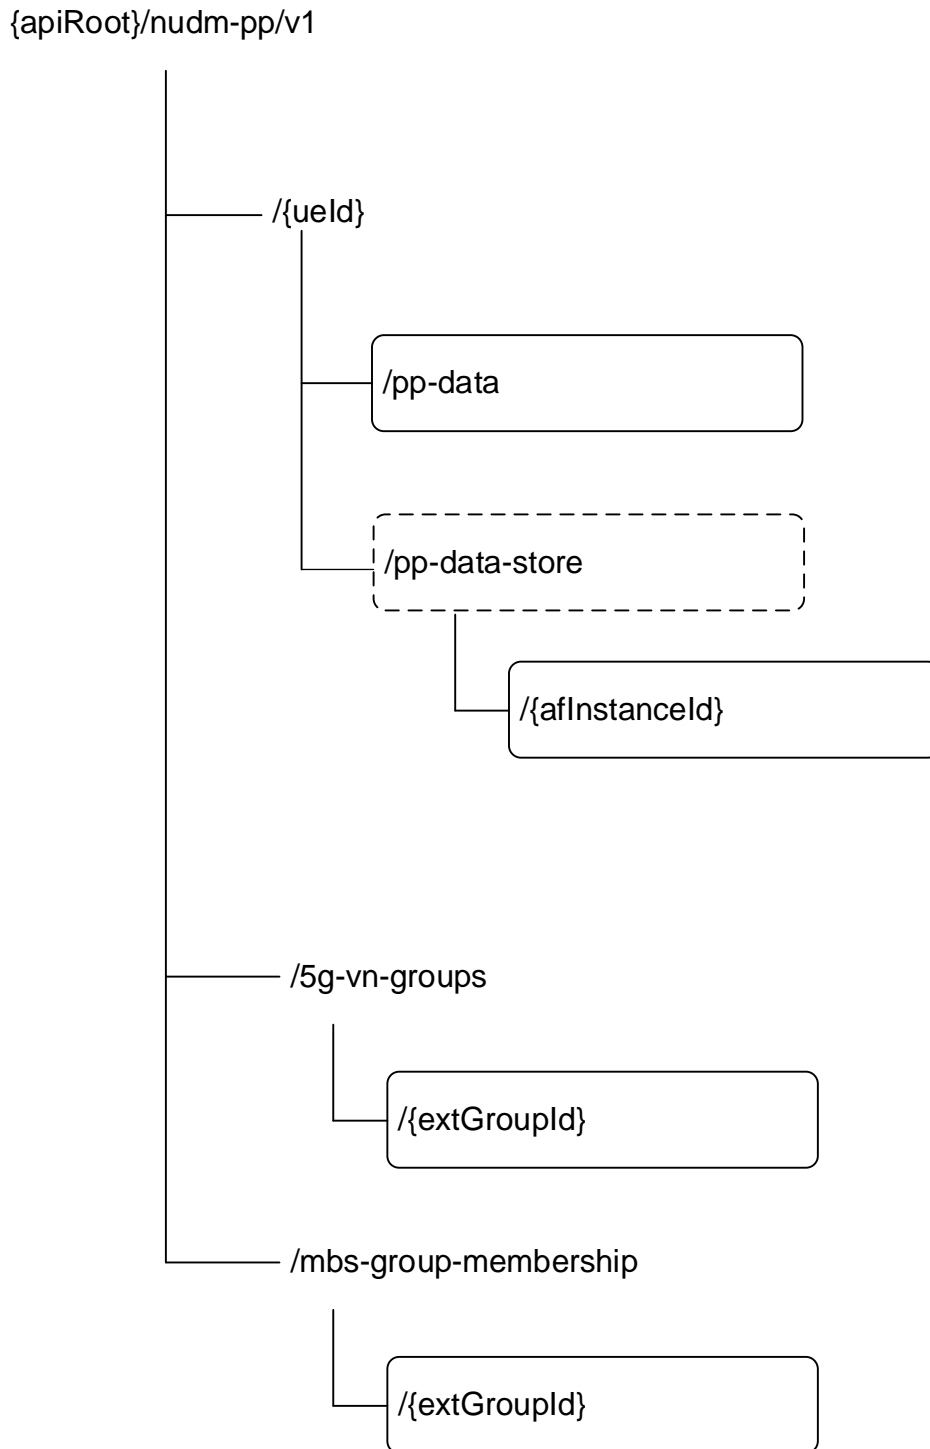 {apiRoot}/nudm-pp/v1
/{ueId}
/pp-data
/pp-data-store
/{afInstanceId}
/5g-vn-groups
/{extGroupId}
/mbs-group-membership
/{extGroupId}